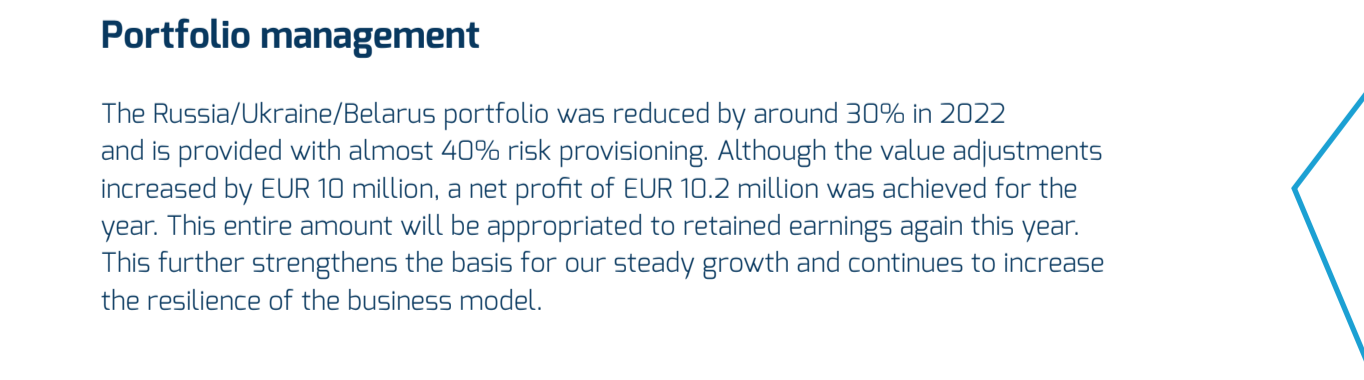 Portfolio management
The Russia/Ukraine/Belarus portfolio was reduced by around 30% in 2022
and is provided with almost 40% risk provisioning. Although the value adjustments
increased by EUR 10 million, a net profit of EUR 10.2 million was achieved for the
year. This entire amount will be appropriated to retained earnings again this year.
This further strengthens the basis for our steady growth and continues to increase
the resilience of the business model.